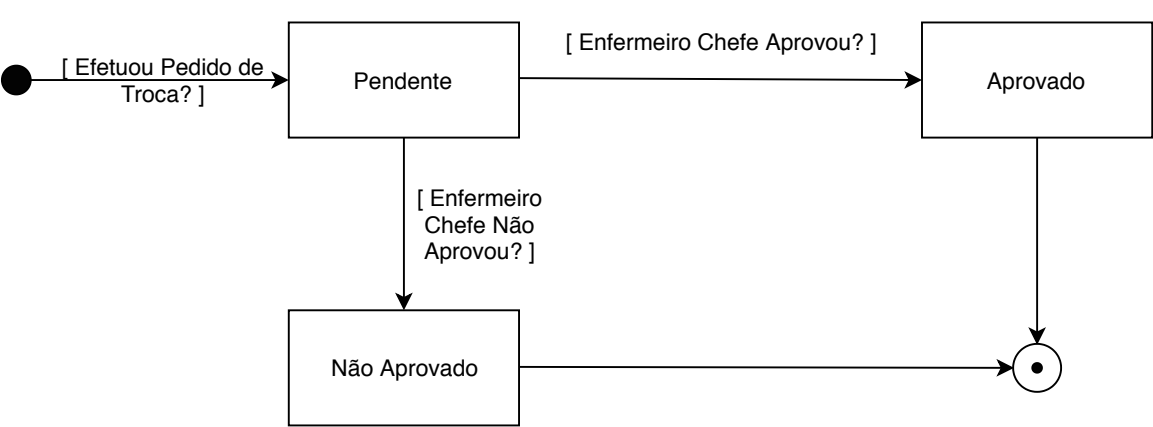 [ Efetuou Pedido de
Troca? ]
Pendente
[ Enfermeiro Chefe Aprovou? ]
Aprovado
[ Enfermeiro
Chefe Não
Aprovou? ]
Não Aprovado